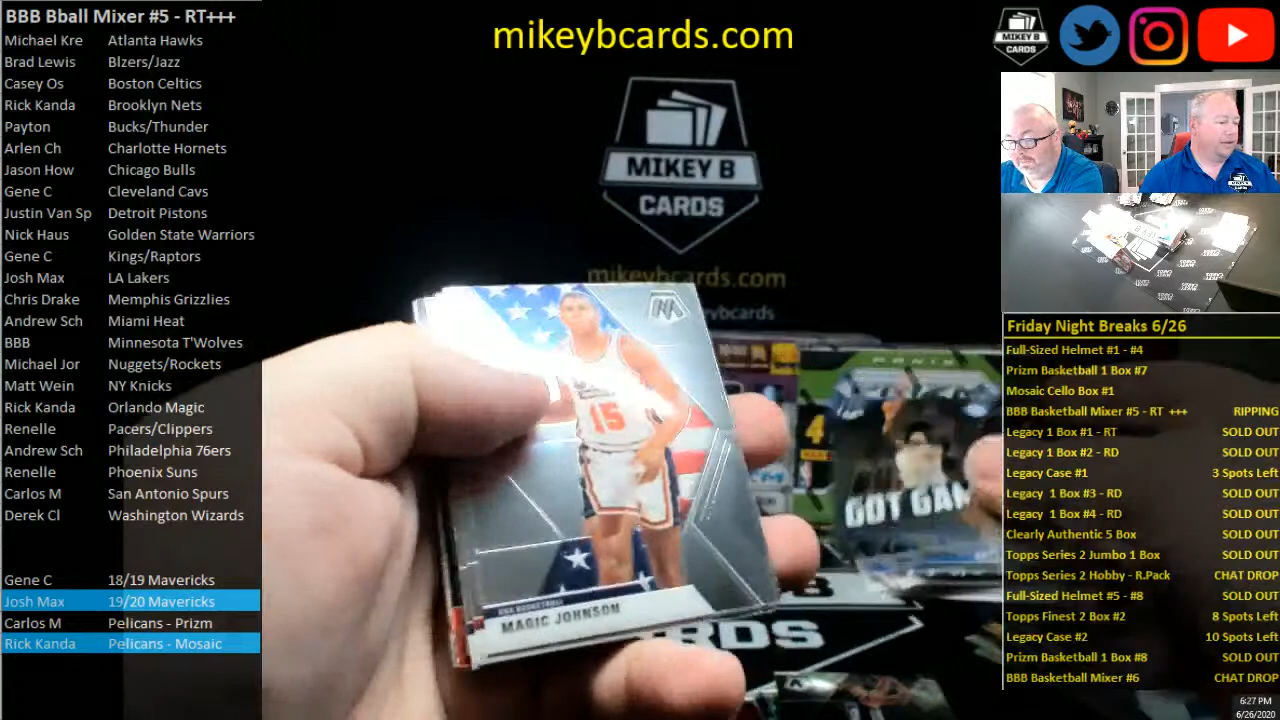 BBB Bball Mixer #5 - RT+++
Michael Kre Atlanta Hawks
Brad Lewis Blzers/Jazz
Casey Os Boston Celtics
Rick Kanda Brooklyn Nets
Payton Bucks/Thunder
Arlen Ch Charlotte Hornets
Jason How Chicago Bulls
Gene C Cleveland Cavs
Justin Van Sp Detroit Pistons
Nick Haus Golden State Warriors
Gene C Kings/Raptors
Josh Max LA Lakers
Chris Drake Memphis Grizzlies
Andrew Sch Miami Heat
BBB Minnesota T'Wolves
Michael Jor Nuggets/Rockets
Matt Wein NY Knicks
Rick Kanda Orlando Magic
Renelle Pacers/Clippers
Andrew Sch Philadelphia 76ers
Renelle Phoenix Suns
Carlos M San Antonio Spurs
Derek Cl Washington Wizards
Gene C 18/19 Mavericks
Josh Max 19/20 Mavericks
Carlos M Pelicans - Prizm
Rick Kanda Pelicans - Mosaic
mikeybcards.com
MIKEY B
CARDS
mikeybcards.com
ybcards
PANINI
4
GOT GAM
15
USA BASKETBALL
MAGIC JOHNSON
RDS
MIKEY B
CARDS
Friday Night Breaks 6/26
Full-Sized Helmet #1 - #4
Prizm Basketball 1 Box #7
Mosaic Cello Box #1
BBB Basketball Mixer #5 - RT +++ RIPPING
Legacy 1 Box #1 - RT SOLD OUT
Legacy 1 Box #2 - RD SOLD OUT
Legacy Case #1 3 Spots Left
Legacy 1 Box #3 - RD SOLD OUT
Legacy 1 Box #4 - RD SOLD OUT
Clearly Authentic 5 Box SOLD OUT
Topps Series 2 Jumbo 1 Box SOLD OUT
Topps Series 2 Hobby - R.Pack CHAT DROP
Full-Sized Helmet #5 - #8 SOLD OUT
Topps Finest 2 Box #2 8 Spots Left
Legacy Case #2 10 Spots Left
Prizm Basketball 1 Box #8 SOLD OUT
BBB Basketball Mixer #6 CHAT DROP
6:27 PM
6/26/2020